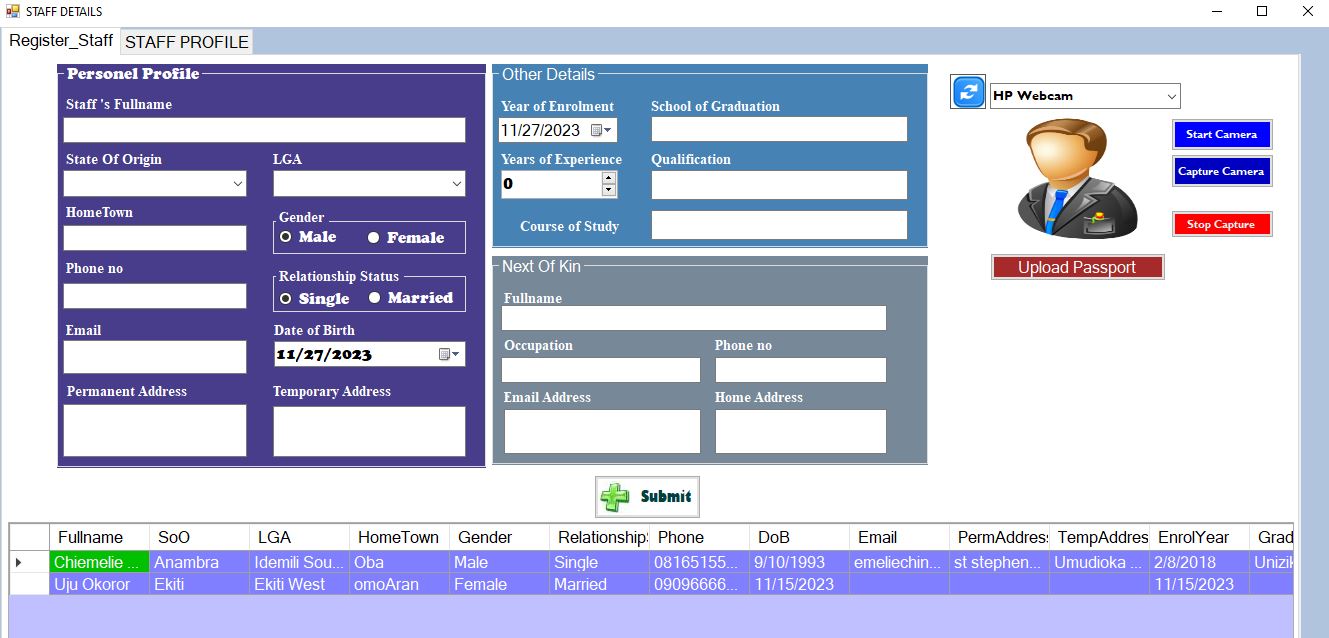 STAFF DETAILS
Register_Staff STAFF PROFILE
Personel Profile
Staff 's Fullname
State Of Origin LGA
HomeTown
Gender
Male Female
Phone no
Relationship Status
Single Married
Email Date of Birth
11/27/2023
Permanent Address Temporary Address
Other Details
Year of Enrolment School of Graduation
11/27/2023
Years of Experience Qualification
0
Course of Study
Next Of Kin
Fullname
Occupation Phone no
Email Address Home Address
HP Webcam
Start Camera
Capture Camera
Stop Capture
Upload Passport
Submit
Fullname SoO LGA HomeTown Gender Relationship Phone DoB Email PermAddress TempAddres EnrolYear Grad
Chiemelie ... Anambra Idemili Sou... Oba Male Single 08165155... 9/10/1993 emeliechin... st stephen... Umudioka ... 2/8/2018 Unizik
Uju Okoror Ekiti Ekiti West omoAran Female Married 09096666... 11/15/2023 11/15/2023